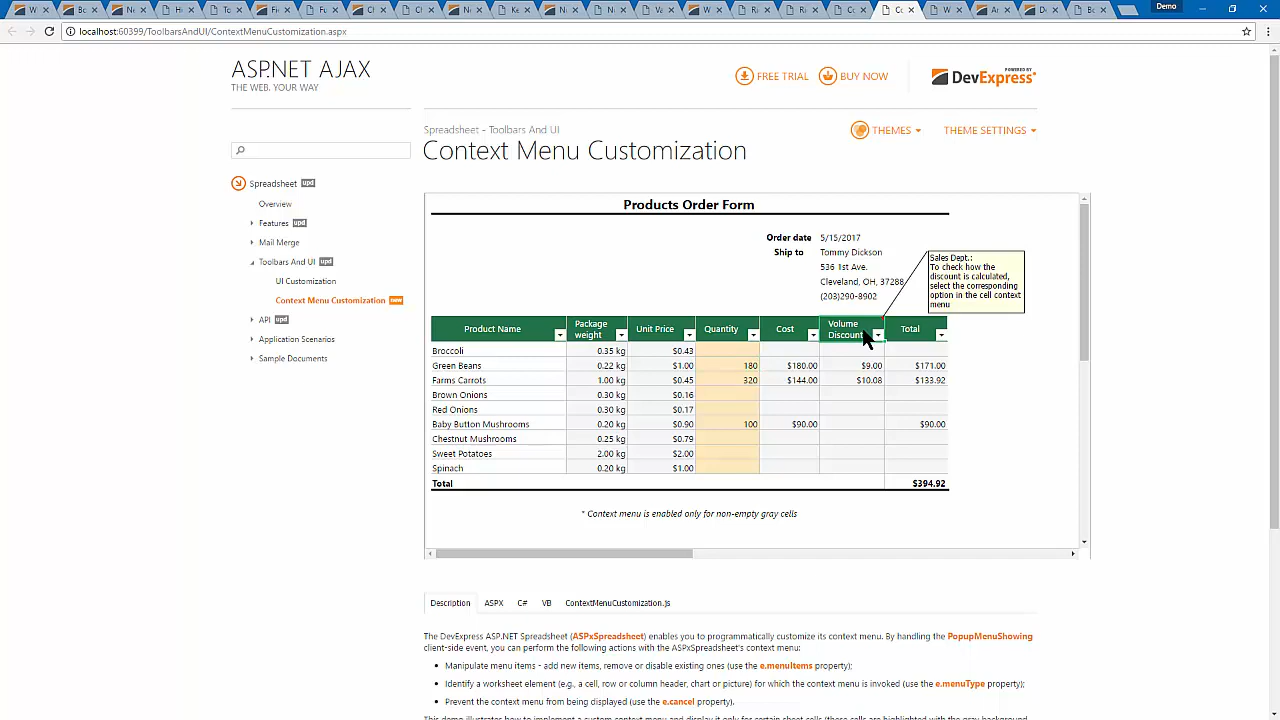 Demo
localhost:60399/ToolbarsAndUI/ContextMenuCustomization.aspx
ASP.NET AJAX
THE WEB. YOUR WAY
FREE TRIAL
BUY NOW
POWERED BY
DevExpress
Spreadsheet - Toolbars And UI
THEMES
THEME SETTINGS
Context Menu Customization
Spreadsheet upd
Overview
Features upd
Mail Merge
Toolbars And UI upd
UI Customization
Context Menu Customization new
API upd
Application Scenarios
Sample Documents
Products Order Form
Order date 5/15/2017
Ship to Tommy Dickson
536 1st Ave.
Cleveland, OH, 37288
(203)290-8902
Sales Dept.:
To check how the
discount is calculated,
select the corresponding
option in the cell context
menu
Product Name Package weight Unit Price Quantity Cost Volume Discount Total
Broccoli 0.35 kg $0.43
Green Beans 0.22 kg $1.00 180 $180.00 $9.00 $171.00
Farms Carrots 1.00 kg $0.45 320 $144.00 $10.08 $133.92
Brown Onions 0.30 kg $0.16
Red Onions 0.30 kg $0.17
Baby Button Mushrooms 0.20 kg $0.90 100 $90.00 $90.00
Chestnut Mushrooms 0.25 kg $0.79
Sweet Potatoes 2.00 kg $2.00
Spinach 0.20 kg $1.00
Total $394.92
* Context menu is enabled only for non-empty gray cells
Description ASPX C# VB ContextMenuCustomization.js
The DevExpress ASP.NET Spreadsheet (ASPxSpreadsheet) enables you to programmatically customize its context menu. By handling the PopupMenuShowing
client-side event, you can perform the following actions with the ASPxSpreadsheet's context menu:
• Manipulate menu items - add new items, remove or disable existing ones (use the e.menuItems property);
• Identify a worksheet element (e.g., a cell, row or column header, chart or picture) for which the context menu is invoked (use the e.menuType property);
• Prevent the context menu from being displayed (use the e.cancel property).